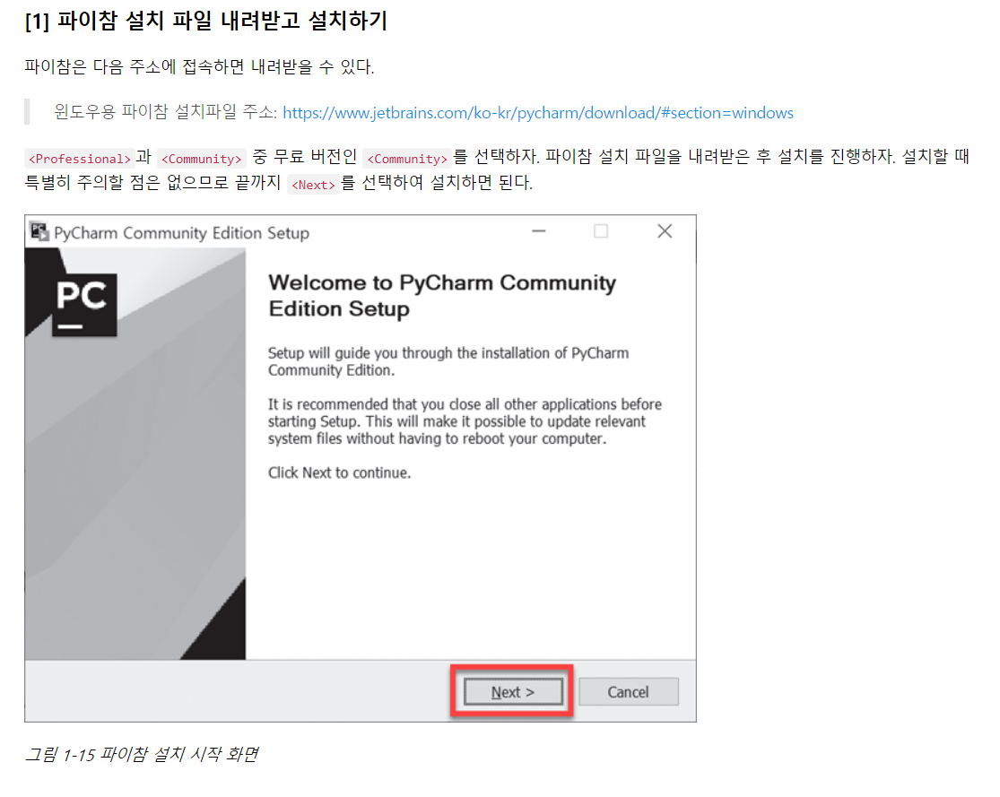 [1] 파이참 설치 파일 내려받고 설치하기
파이참은 다음 주소에 접속하면 내려받을 수 있다.
윈도우용 파이참 설치파일 주소: https://www.jetbrains.com/ko-kr/pycharm/download/#section=windows
<Professional>과 <Community> 중 무료 버전인 <Community>를 선택하자. 파이참 설치 파일을 내려받은 후 설치를 진행하자. 설치할 때
특별히 주의할 점은 없으므로 끝까지 <Next>를 선택하여 설치하면 된다.
PyCharm Community Edition Setup
PC
Welcome to PyCharm Community
Edition Setup
Setup will guide you through the installation of PyCharm
Community Edition.
It is recommended that you close all other applications before
starting Setup. This will make it possible to update relevant
system files without having to reboot your computer.
Click Next to continue.
Next >
Cancel
그림 1-15 파이참 설치 시작 화면